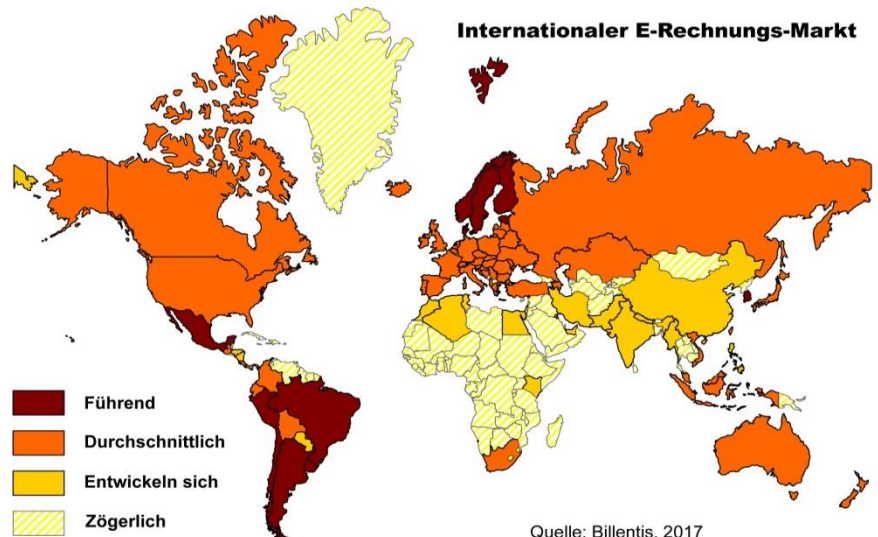 Internationaler E-Rechnungs-Markt
Führend
Durchschnittlich
Entwickeln sich
Zögerlich
Quelle: Billentis, 2017